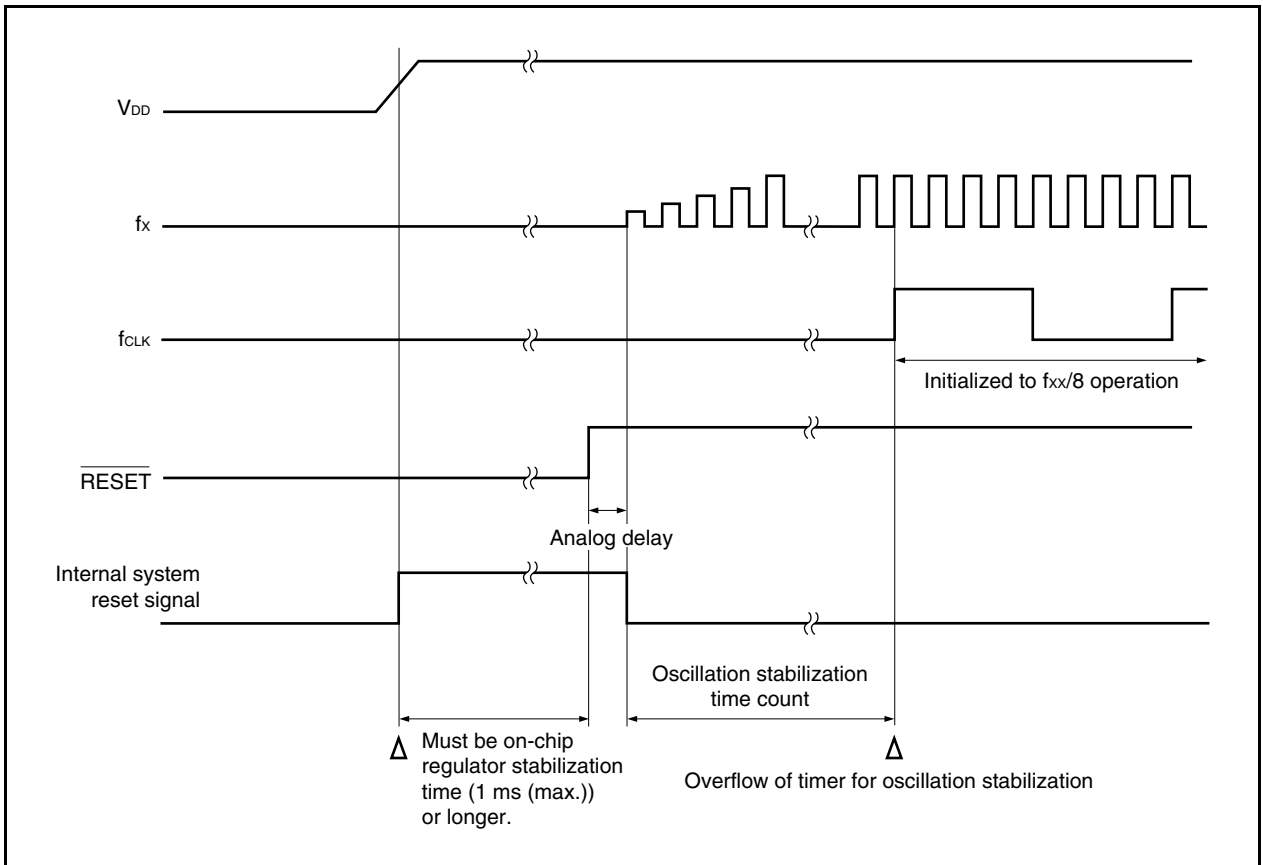 VDD
fX
fCLK
Initialized to fXX/8 operation
RESET
Analog delay
Internal system
reset signal
Oscillation stabilization
time count
Must be on-chip
regulator stabilization
time (1 ms (max.))
or longer.
Overflow of timer for oscillation stabilization